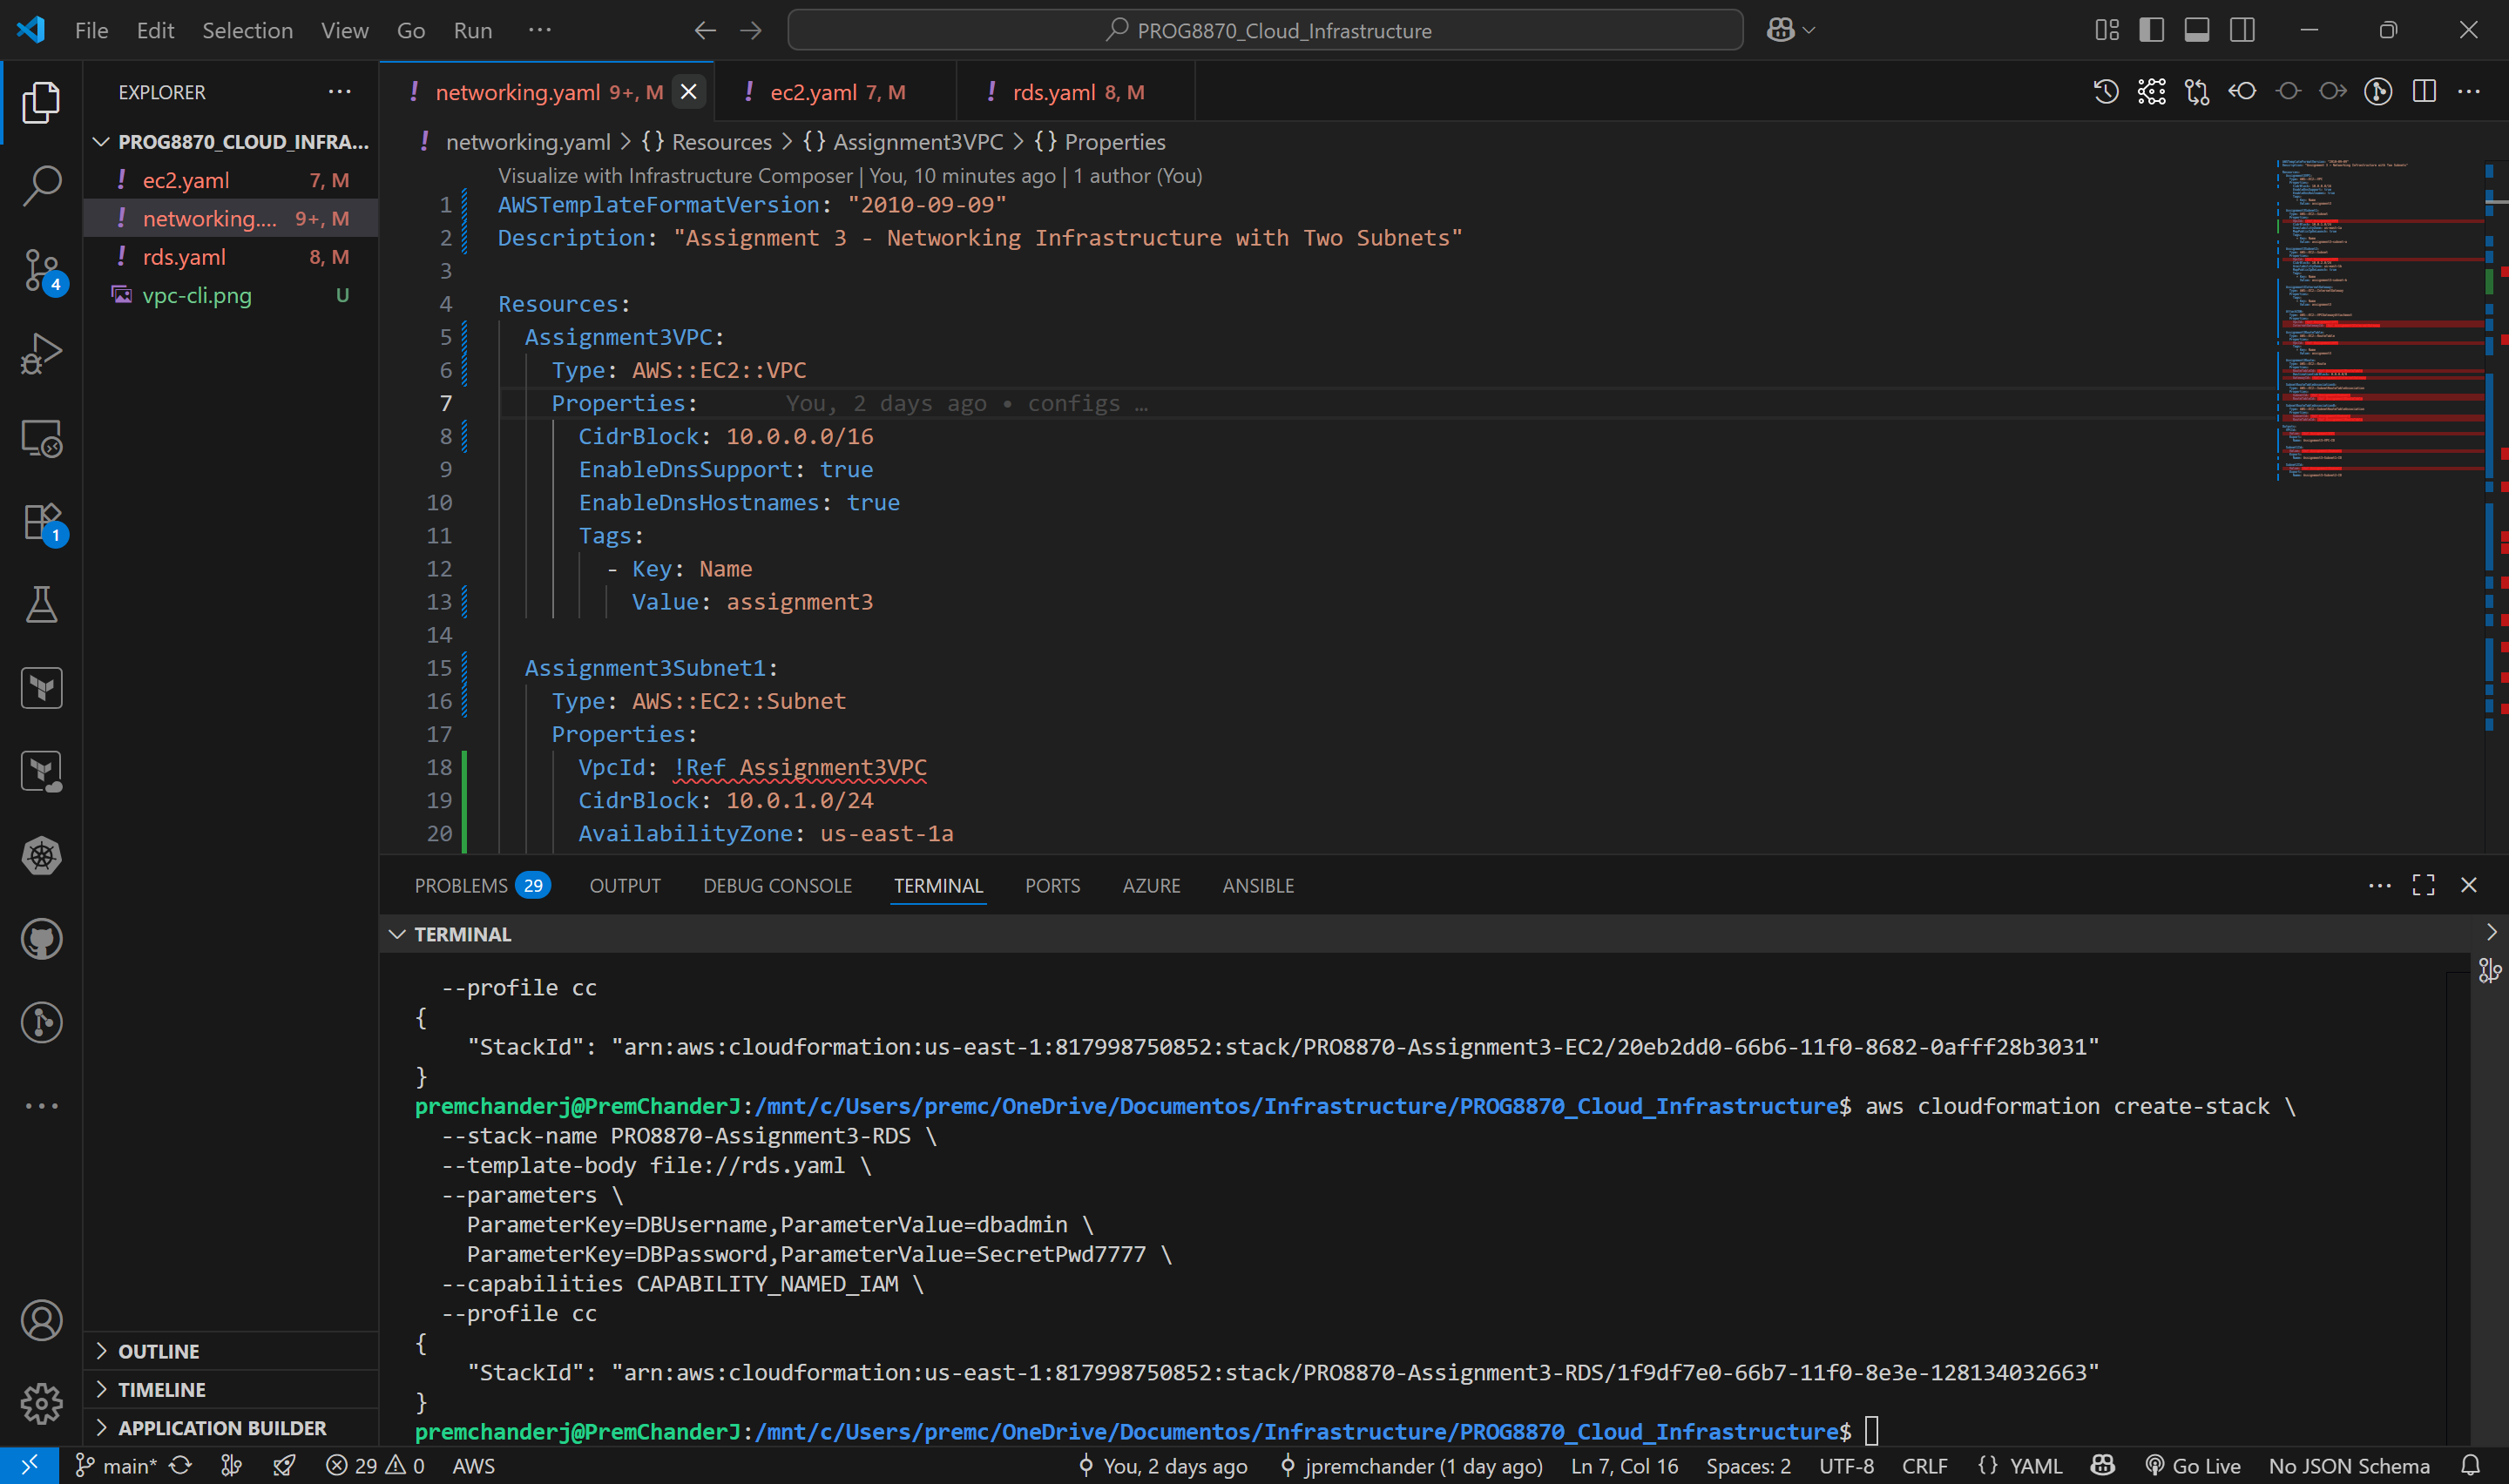 File Edit Selection View Go Run ··· PROG8870_Cloud_Infrastructure
EXPLORER
PROG8870_CLOUD_INFRA...
! ec2.yaml 7, M
! networking.... 9+, M
! rds.yaml 8, M
vpc-cli.png U
4
1
OUTLINE
TIMELINE
APPLICATION BUILDER
! networking.yaml 9+, M ! ec2.yaml 7, M ! rds.yaml 8, M
! networking.yaml > {} Resources > {} Assignment3VPC > {} Properties
Visualize with Infrastructure Composer | You, 10 minutes ago | 1 author (You)
1 AWSTemplateFormatVersion: "2010-09-09"
2 Description: "Assignment 3 - Networking Infrastructure with Two Subnets"
3
4 Resources:
5 Assignment3VPC:
6 Type: AWS::EC2::VPC
7 Properties: You, 2 days ago • configs …
8 CidrBlock: 10.0.0.0/16
9 EnableDnsSupport: true
10 EnableDnsHostnames: true
11 Tags:
12 - Key: Name
13 Value: assignment3
14
15 Assignment3Subnet1:
16 Type: AWS::EC2::Subnet
17 Properties:
18 VpcId: !Ref Assignment3VPC
19 CidrBlock: 10.0.1.0/24
20 AvailabilityZone: us-east-1a
PROBLEMS 29 OUTPUT DEBUG CONSOLE TERMINAL PORTS AZURE ANSIBLE
TERMINAL
--profile cc
{
"StackId": "arn:aws:cloudformation:us-east-1:817998750852:stack/PRO8870-Assignment3-EC2/20eb2dd0-66b6-11f0-8682-0afff28b3031"
}
premchanderj@PremChanderJ:/mnt/c/Users/premc/OneDrive/Documentos/Infrastructure/PROG8870_Cloud_Infrastructure$ aws cloudformation create-stack \
--stack-name PRO8870-Assignment3-RDS \
--template-body file://rds.yaml \
--parameters \
ParameterKey=DBUsername,ParameterValue=dbadmin \
ParameterKey=DBPassword,ParameterValue=SecretPwd7777 \
--capabilities CAPABILITY_NAMED_IAM \
--profile cc
{
"StackId": "arn:aws:cloudformation:us-east-1:817998750852:stack/PRO8870-Assignment3-RDS/1f9df7e0-66b7-11f0-8e3e-128134032663"
}
premchanderj@PremChanderJ:/mnt/c/Users/premc/OneDrive/Documentos/Infrastructure/PROG8870_Cloud_Infrastructure$
main* 29 0 AWS You, 2 days ago jpremchander (1 day ago) Ln 7, Col 16 Spaces: 2 UTF-8 CRLF {} YAML Go Live No JSON Schema